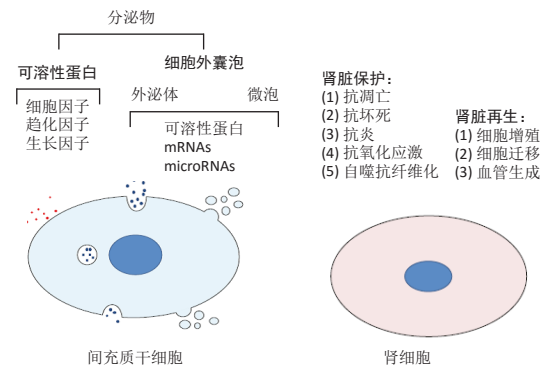 分泌物
可溶性蛋白
细胞因子
趋化因子
生长因子
细胞外囊泡
外泌体 微泡
可溶性蛋白
mRNAs
microRNAs
间充质干细胞
肾脏保护：
(1) 抗凋亡
(2) 抗坏死
(3) 抗炎
(4) 抗氧化应激
(5) 自噬抗纤维化
肾脏再生：
(1) 细胞增殖
(2) 细胞迁移
(3) 血管生成
肾细胞